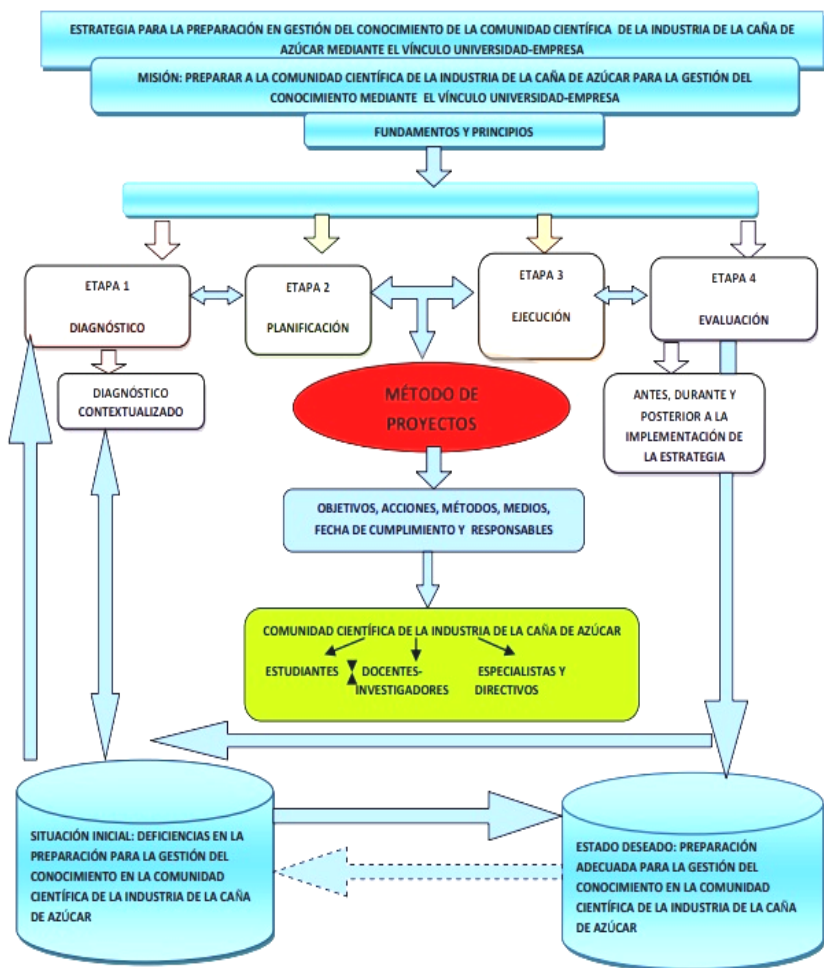 ESTRATEGIA PARA LA PREPARACIÓN EN GESTIÓN DEL CONOCIMIENTO DE LA COMUNIDAD CIENTÍFICA DE LA INDUSTRIA DE LA CAÑA DE
AZÚCAR MEDIANTE EL VÍNCULO UNIVERSIDAD-EMPRESA
MISIÓN: PREPARAR A LA COMUNIDAD CIENTÍFICA DE LA INDUSTRIA DE LA CAÑA DE AZÚCAR PARA LA GESTIÓN DEL
CONOCIMIENTO MEDIANTE EL VÍNCULO UNIVERSIDAD-EMPRESA
FUNDAMENTOS Y PRINCIPIOS
ETAPA 1
DIAGNÓSTICO
ETAPA 2
PLANIFICACIÓN
ETAPA 3
EJECUCIÓN
ETAPA 4
EVALUACIÓN
DIAGNÓSTICO
CONTEXTUALIZADO
MÉTODO DE
PROYECTOS
ANTES, DURANTE Y
POSTERIOR A LA
IMPLEMENTACIÓN DE
LA ESTRATEGIA
OBJETIVOS, ACCIONES, MÉTODOS, MEDIOS,
FECHA DE CUMPLIMIENTO Y RESPONSABLES
COMUNIDAD CIENTÍFICA DE LA INDUSTRIA DE LA CAÑA DE AZÚCAR
ESTUDIANTES
DOCENTES-
INVESTIGADORES
ESPECIALISTAS Y
DIRECTIVOS
SITUACIÓN INICIAL: DEFICIENCIAS EN LA
PREPARACIÓN PARA LA GESTIÓN DEL
CONOCIMIENTO EN LA COMUNIDAD
CIENTÍFICA DE LA INDUSTRIA DE LA CAÑA
DE AZÚCAR
ESTADO DESEADO: PREPARACIÓN
ADECUADA PARA LA GESTIÓN DEL
CONOCIMIENTO EN LA COMUNIDAD
CIENTÍFICA DE LA INDUSTRIA DE LA CAÑA
DE AZÚCAR